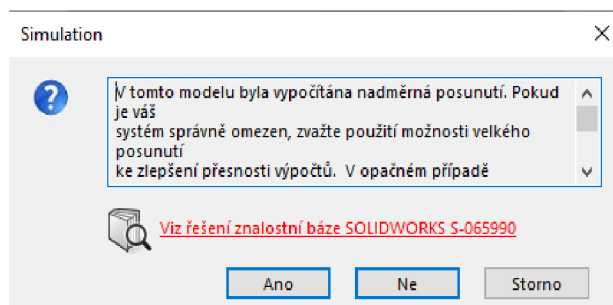 Simulation
V tomto modelu byla vypočítána nadměrná posunutí. Pokud
je váš
systém správně omezen, zvažte použití možnosti velkého
posunutí
ke zlepšení přesnosti výpočtů.  V opačném případě
Viz řešení znalostní báze SOLIDWORKS S-065990
Ano Ne Storno